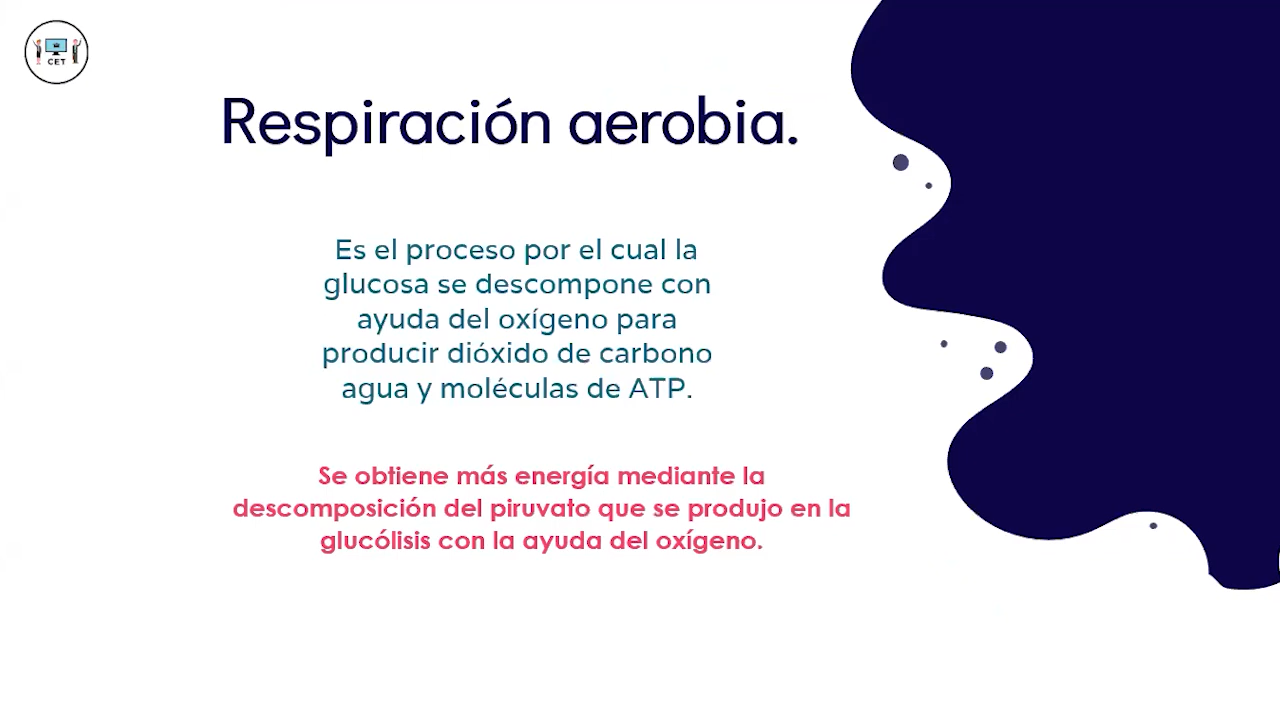 CET
Respiración aerobia.
Es el proceso por el cual la
glucosa se descompone con
ayuda del oxígeno para
producir dióxido de carbono
agua y moléculas de ATP.
Se obtiene más energía mediante la
descomposición del piruvato que se produjo en la
glucólisis con la ayuda del oxígeno.